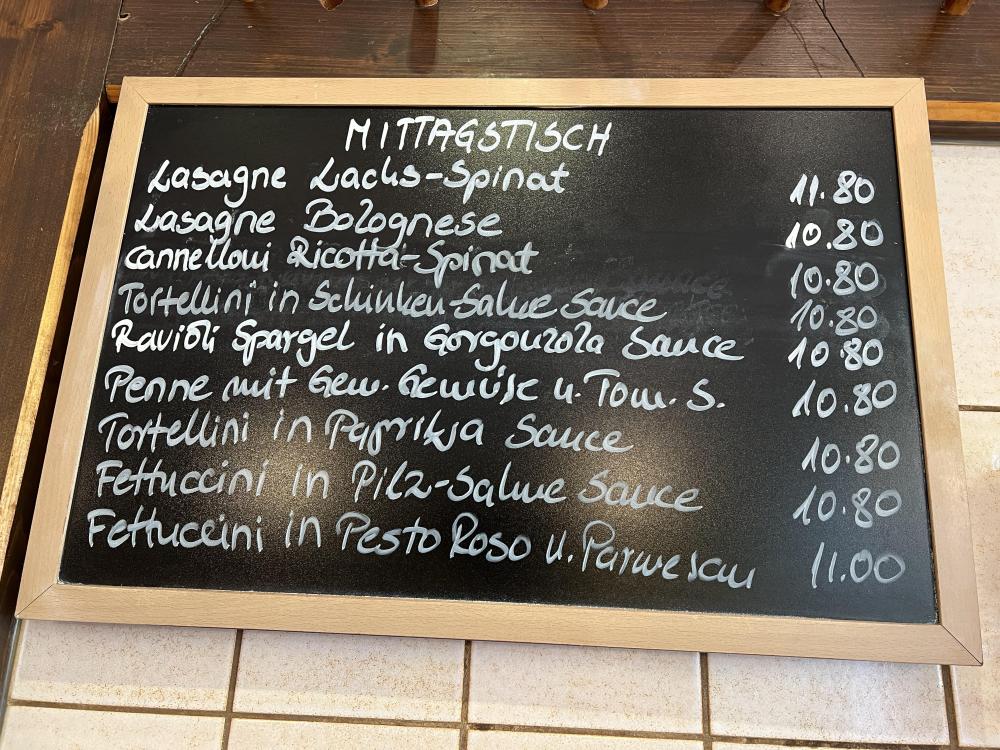 MITTAGSTISCH
Lasagne Lachs-Spinat 11.80
Lasagne Bolognese 10.80
Cannelloni Ricotta-Spinat 10.80
Tortellini in Schinken-Sahne Sauce 10.80
Ravioli Spargel in Gorgonzola Sauce 10.80
Penne mit Gem. Gemüse u. Tom. S. 10.80
Tortellini in Paprika Sauce 10.80
Fettuccini in Pilz-Sahne Sauce 10.80
Fettuccini in Pesto Roso u. Parmesan 11.00